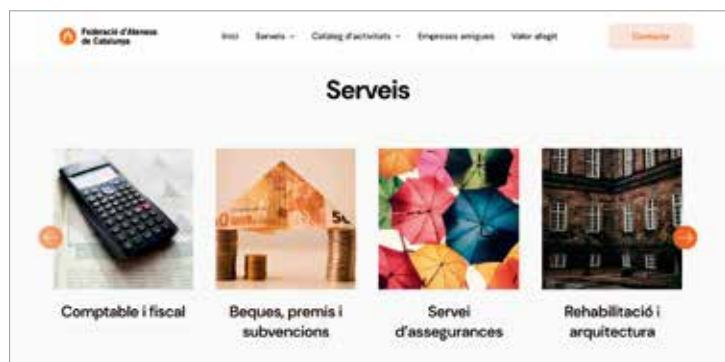 Federació d'Ateneus
de Catalunya
Inici
Serveis
Catàleg d'activitats
Empreses amigues
Valor afegit
Contacte
Serveis
Comptable i fiscal
Beques, premis i
subvencions
Servei
d'assegurances
Rehabilitació i
arquitectura